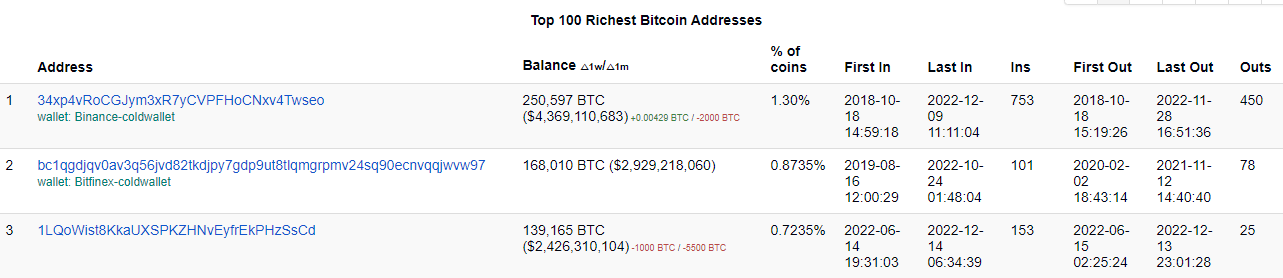 Top 100 Richest Bitcoin Addresses
Address Balance △1w/△1m % of coins First In Last In Ins First Out Last Out Outs
1 34xp4vRoCGJym3xR7yCVPFHoCNxv4Twseo 250,597 BTC 1.30% 2018-10- 2022-12- 753 2018-10- 2022-11- 450
wallet: Binance-coldwallet ($4,369,110,683) +0.00429 BTC / -2000 BTC 18 09 18 28
14:59:18 11:11:04 15:19:26 16:51:36
2 bc1qgdjqv0av3q56jvd82tkdjpy7gdp9ut8tlqmgrpmv24sq90ecnvqqjwvw97 168,010 BTC ($2,929,218,060) 0.8735% 2019-08- 2022-10- 101 2020-02- 2021-11- 78
wallet: Bitfinex-coldwallet 16 24 02 12
12:00:29 01:48:04 18:43:14 14:40:40
3 1LQoWist8KkaUXSPKZHNvEyfrEkPHzSsCd 139,165 BTC 0.7235% 2022-06- 2022-12- 153 2022-06- 2022-12- 25
($2,426,310,104) -1000 BTC / -5500 BTC 14 14 15 13
19:31:03 06:34:39 02:25:24 23:01:28